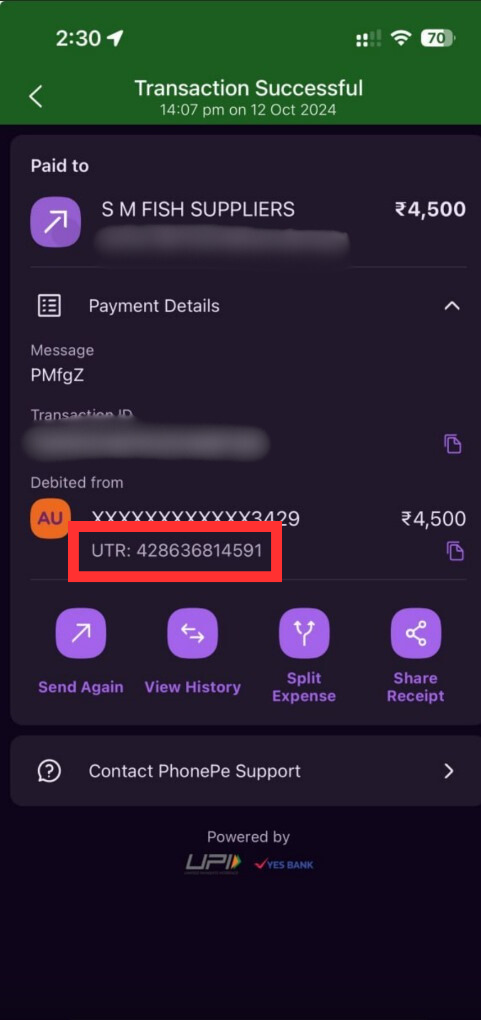 2:30
70
Transaction Successful
14:07 pm on 12 Oct 2024
Paid to
S M FISH SUPPLIERS ₹4,500
Payment Details
Message
PMfgZ
Transaction ID
Debited from
AU XXXXXXXXXXXX3429 ₹4,500
UTR: 428636814591
Send Again
View History
Split
Expense
Share
Receipt
Contact PhonePe Support
Powered by
UPI YES BANK